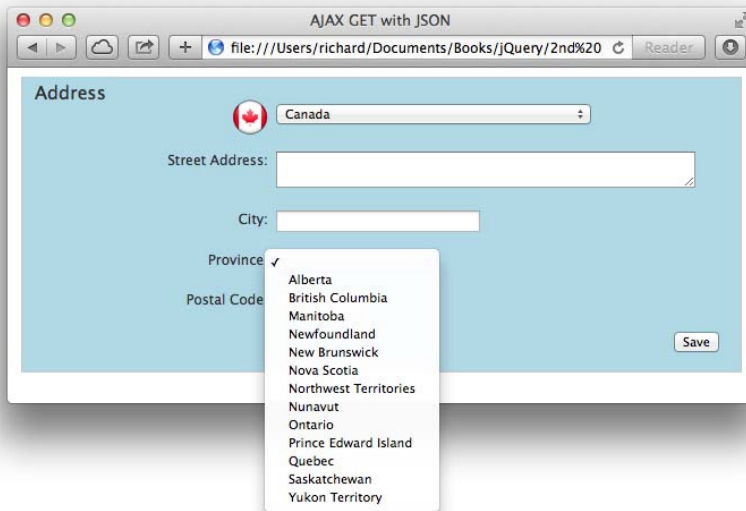 AJAX GET with JSON
file:///Users/richard/Documents/Books/jQuery/2nd%20
Reader
Address
Canada
Street Address:
City:
Province
Postal Code
Alberta
British Columbia
Manitoba
Newfoundland
New Brunswick
Nova Scotia
Northwest Territories
Nunavut
Ontario
Prince Edward Island
Quebec
Saskatchewan
Yukon Territory
Save